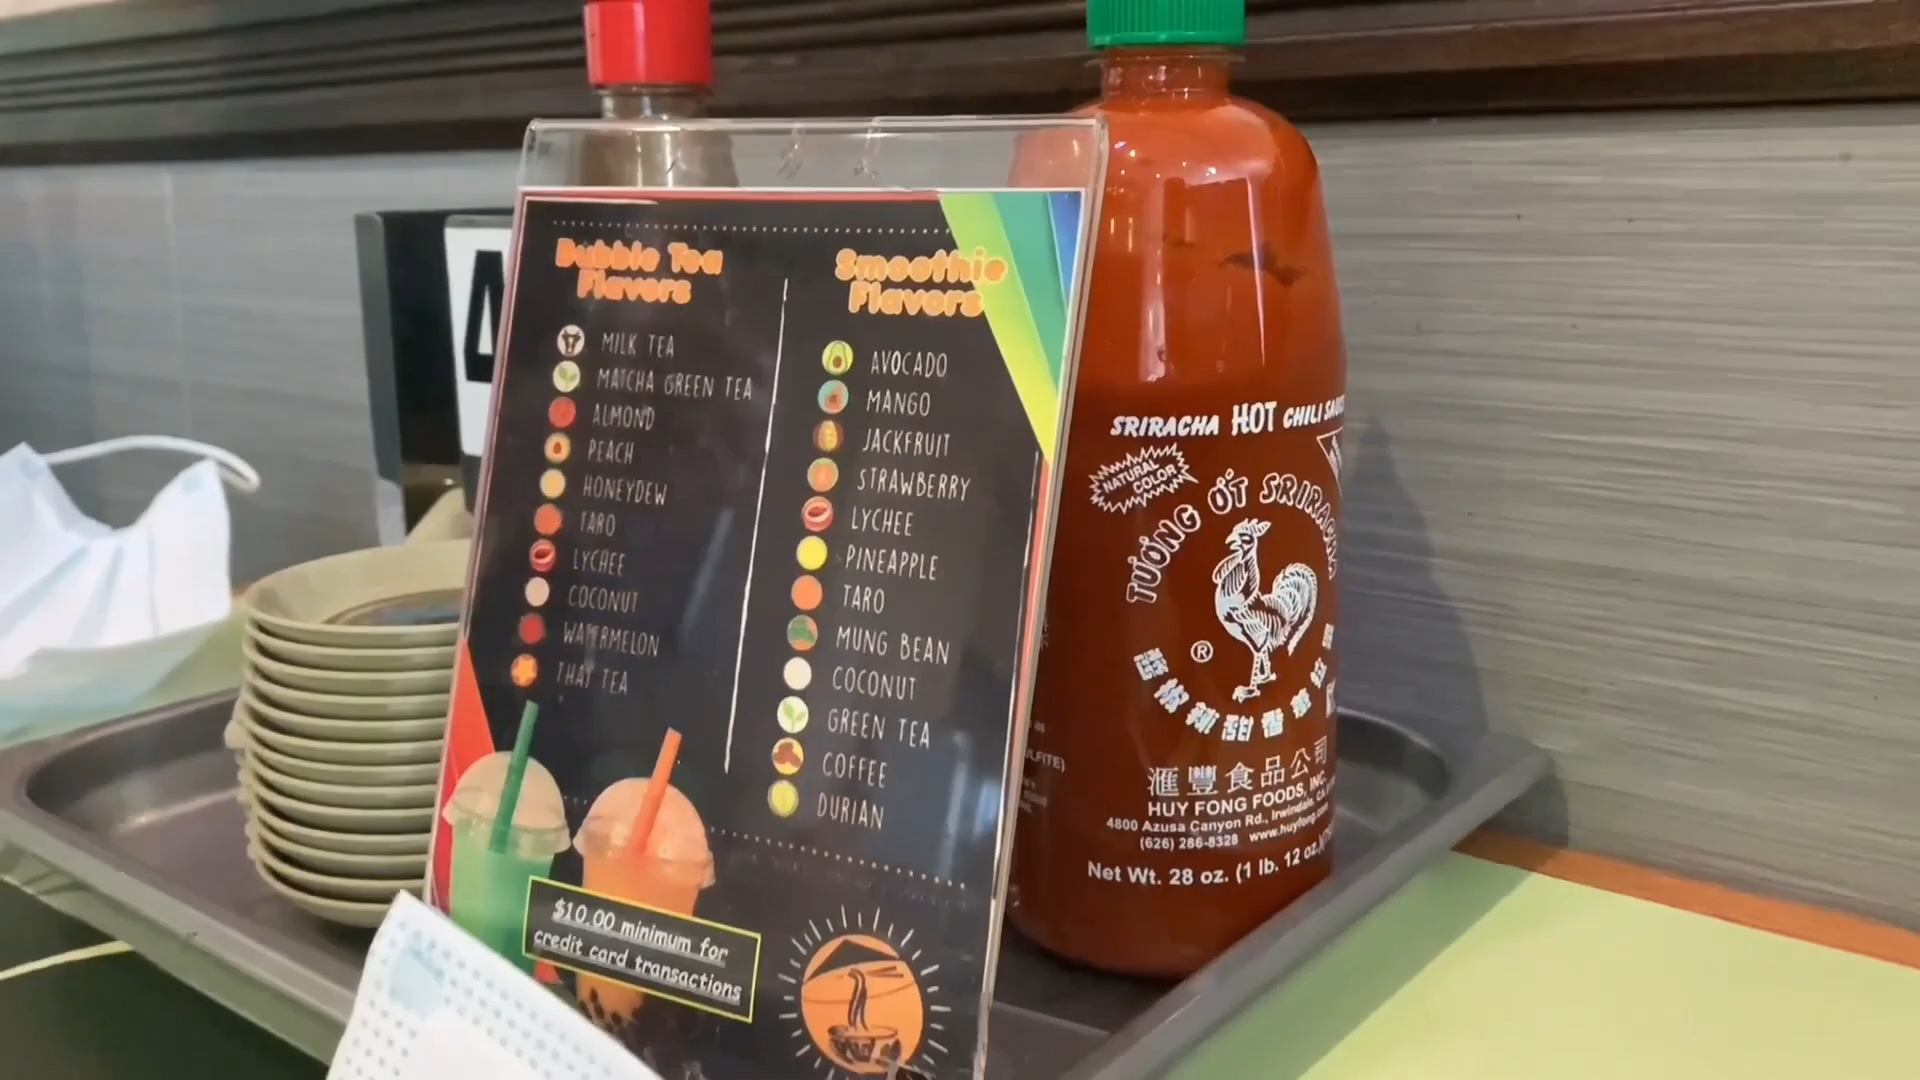 Bubble Tea
Flavors
MILK TEA
MATCHA GREEN TEA
ALMOND
PEACH
HONEYDEW
TARO
LYCHEE
COCONUT
WATERMELON
THAI TEA
Smoothie
Flavors
AVOCADO
MANGO
JACKFRUIT
STRAWBERRY
LYCHEE
PINEAPPLE
TARO
MUNG BEAN
COCONUT
GREEN TEA
COFFEE
DURIAN
$10.00 minimum for
credit card transactions
SRIRACHA HOT CHILI SAUCE
NATURAL
COLOR
TƯƠNG ỚT SRIRACHA
®
滙豐食品公司
HUY FONG FOODS, INC.
4800 Azusa Canyon Rd., Irwindale, CA
(626) 286-8328 www.huyfong.com
Net Wt. 28 oz. (1 lb. 12 oz.)